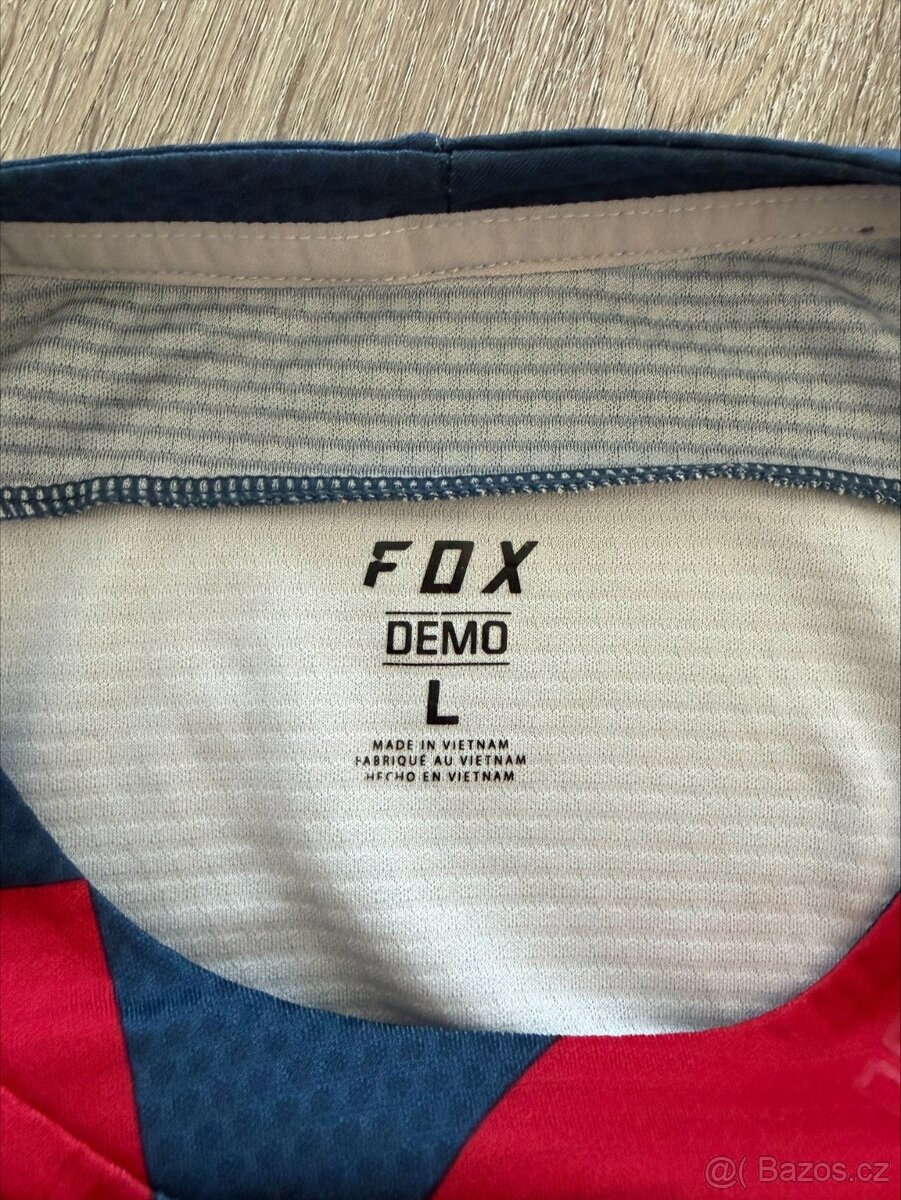 FOX
DEMO
L
MADE IN VIETNAM
FABRIQUÉ AU VIETNAM
HECHO EN VIETNAM
@( Bazos.cz